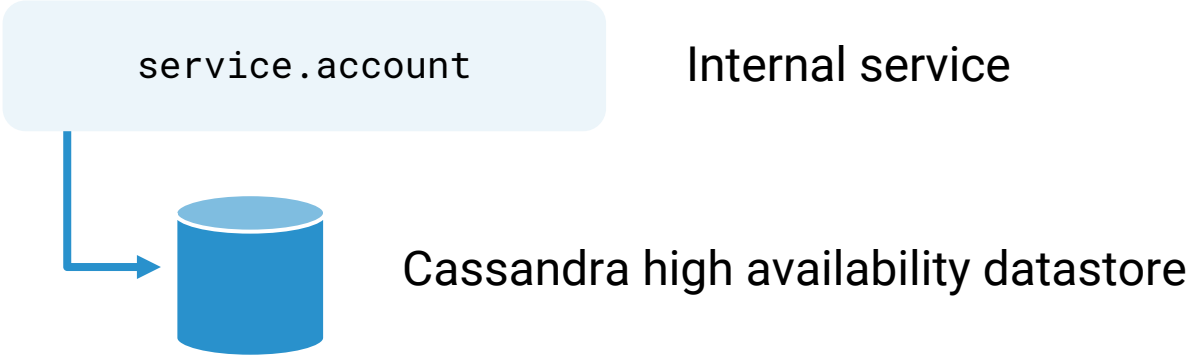 service.account
Internal service
Cassandra high availability datastore